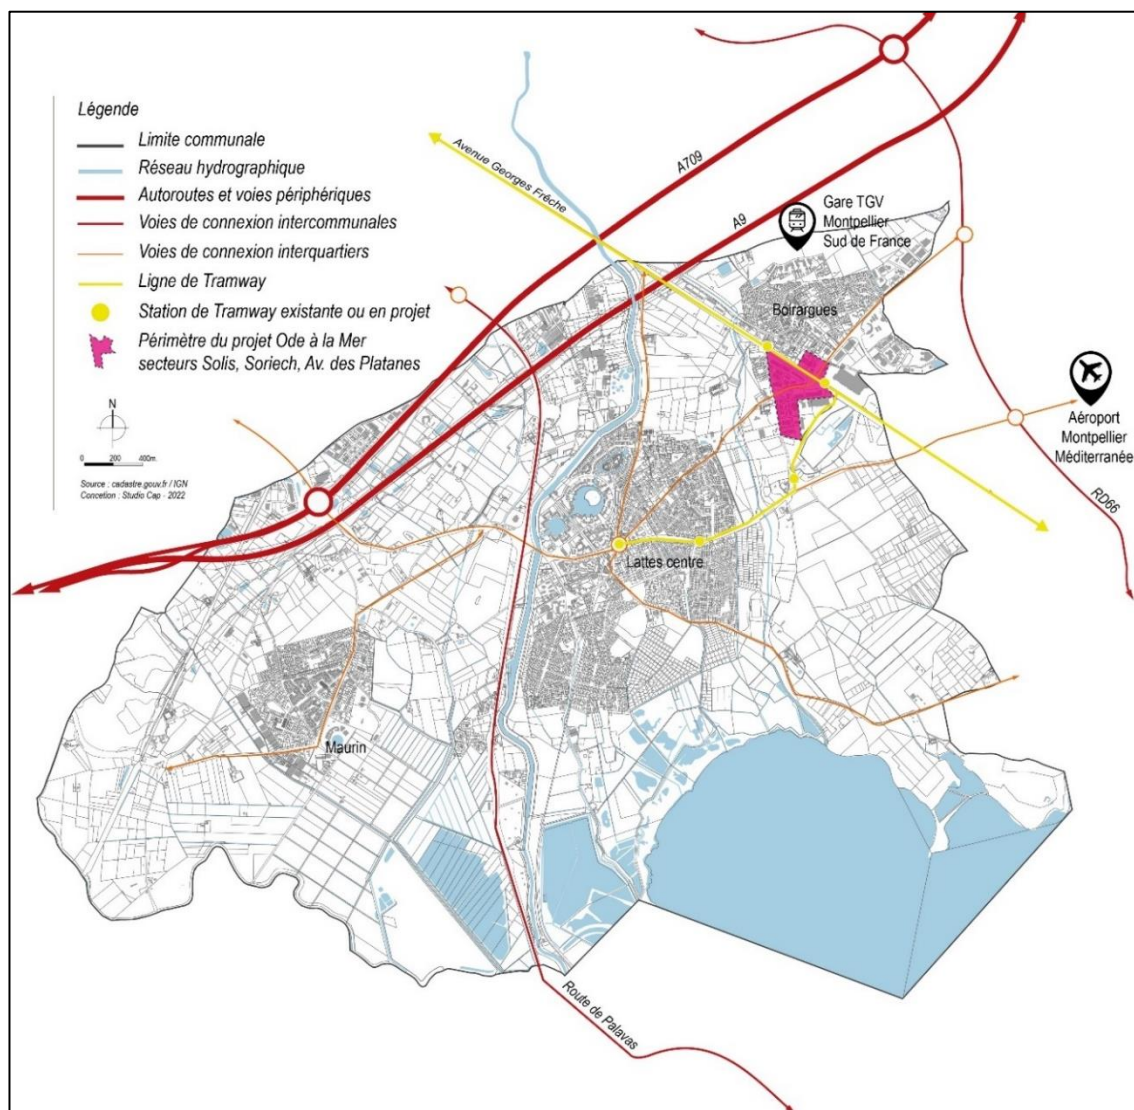 Légende
Limite communale
Réseau hydrographique
Autoroutes et voies périphériques
Voies de connexion intercommunales
Voies de connexion interquartiers
Ligne de Tramway
Station de Tramway existante ou en projet
Périmètre du projet Ode à la Mer
secteurs Solis, Soriech, Av. des Platanes
N
0 200 400m.
Source : cadastre.gouv.fr / IGN
Concetion : Studio Cap - 2022
Avenue Georges Frêche
A709
A9
Gare TGV
Montpellier
Sud de France
Boirargues
Aéroport
Montpellier
Méditerranée
RD66
Lattes centre
Maurin
Route de Palavas